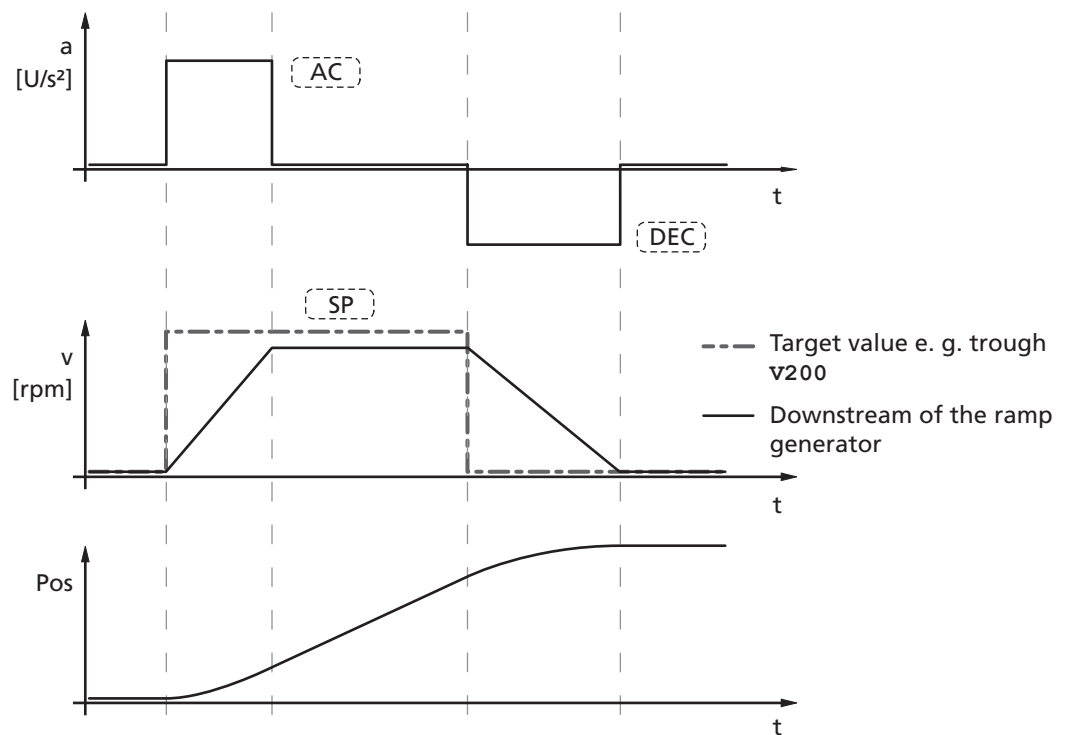 a
[U/s²]
AC
t
DEC
SP
v
[rpm]
Target value e. g. trough
v200
Downstream of the ramp
generator
t
Pos
t